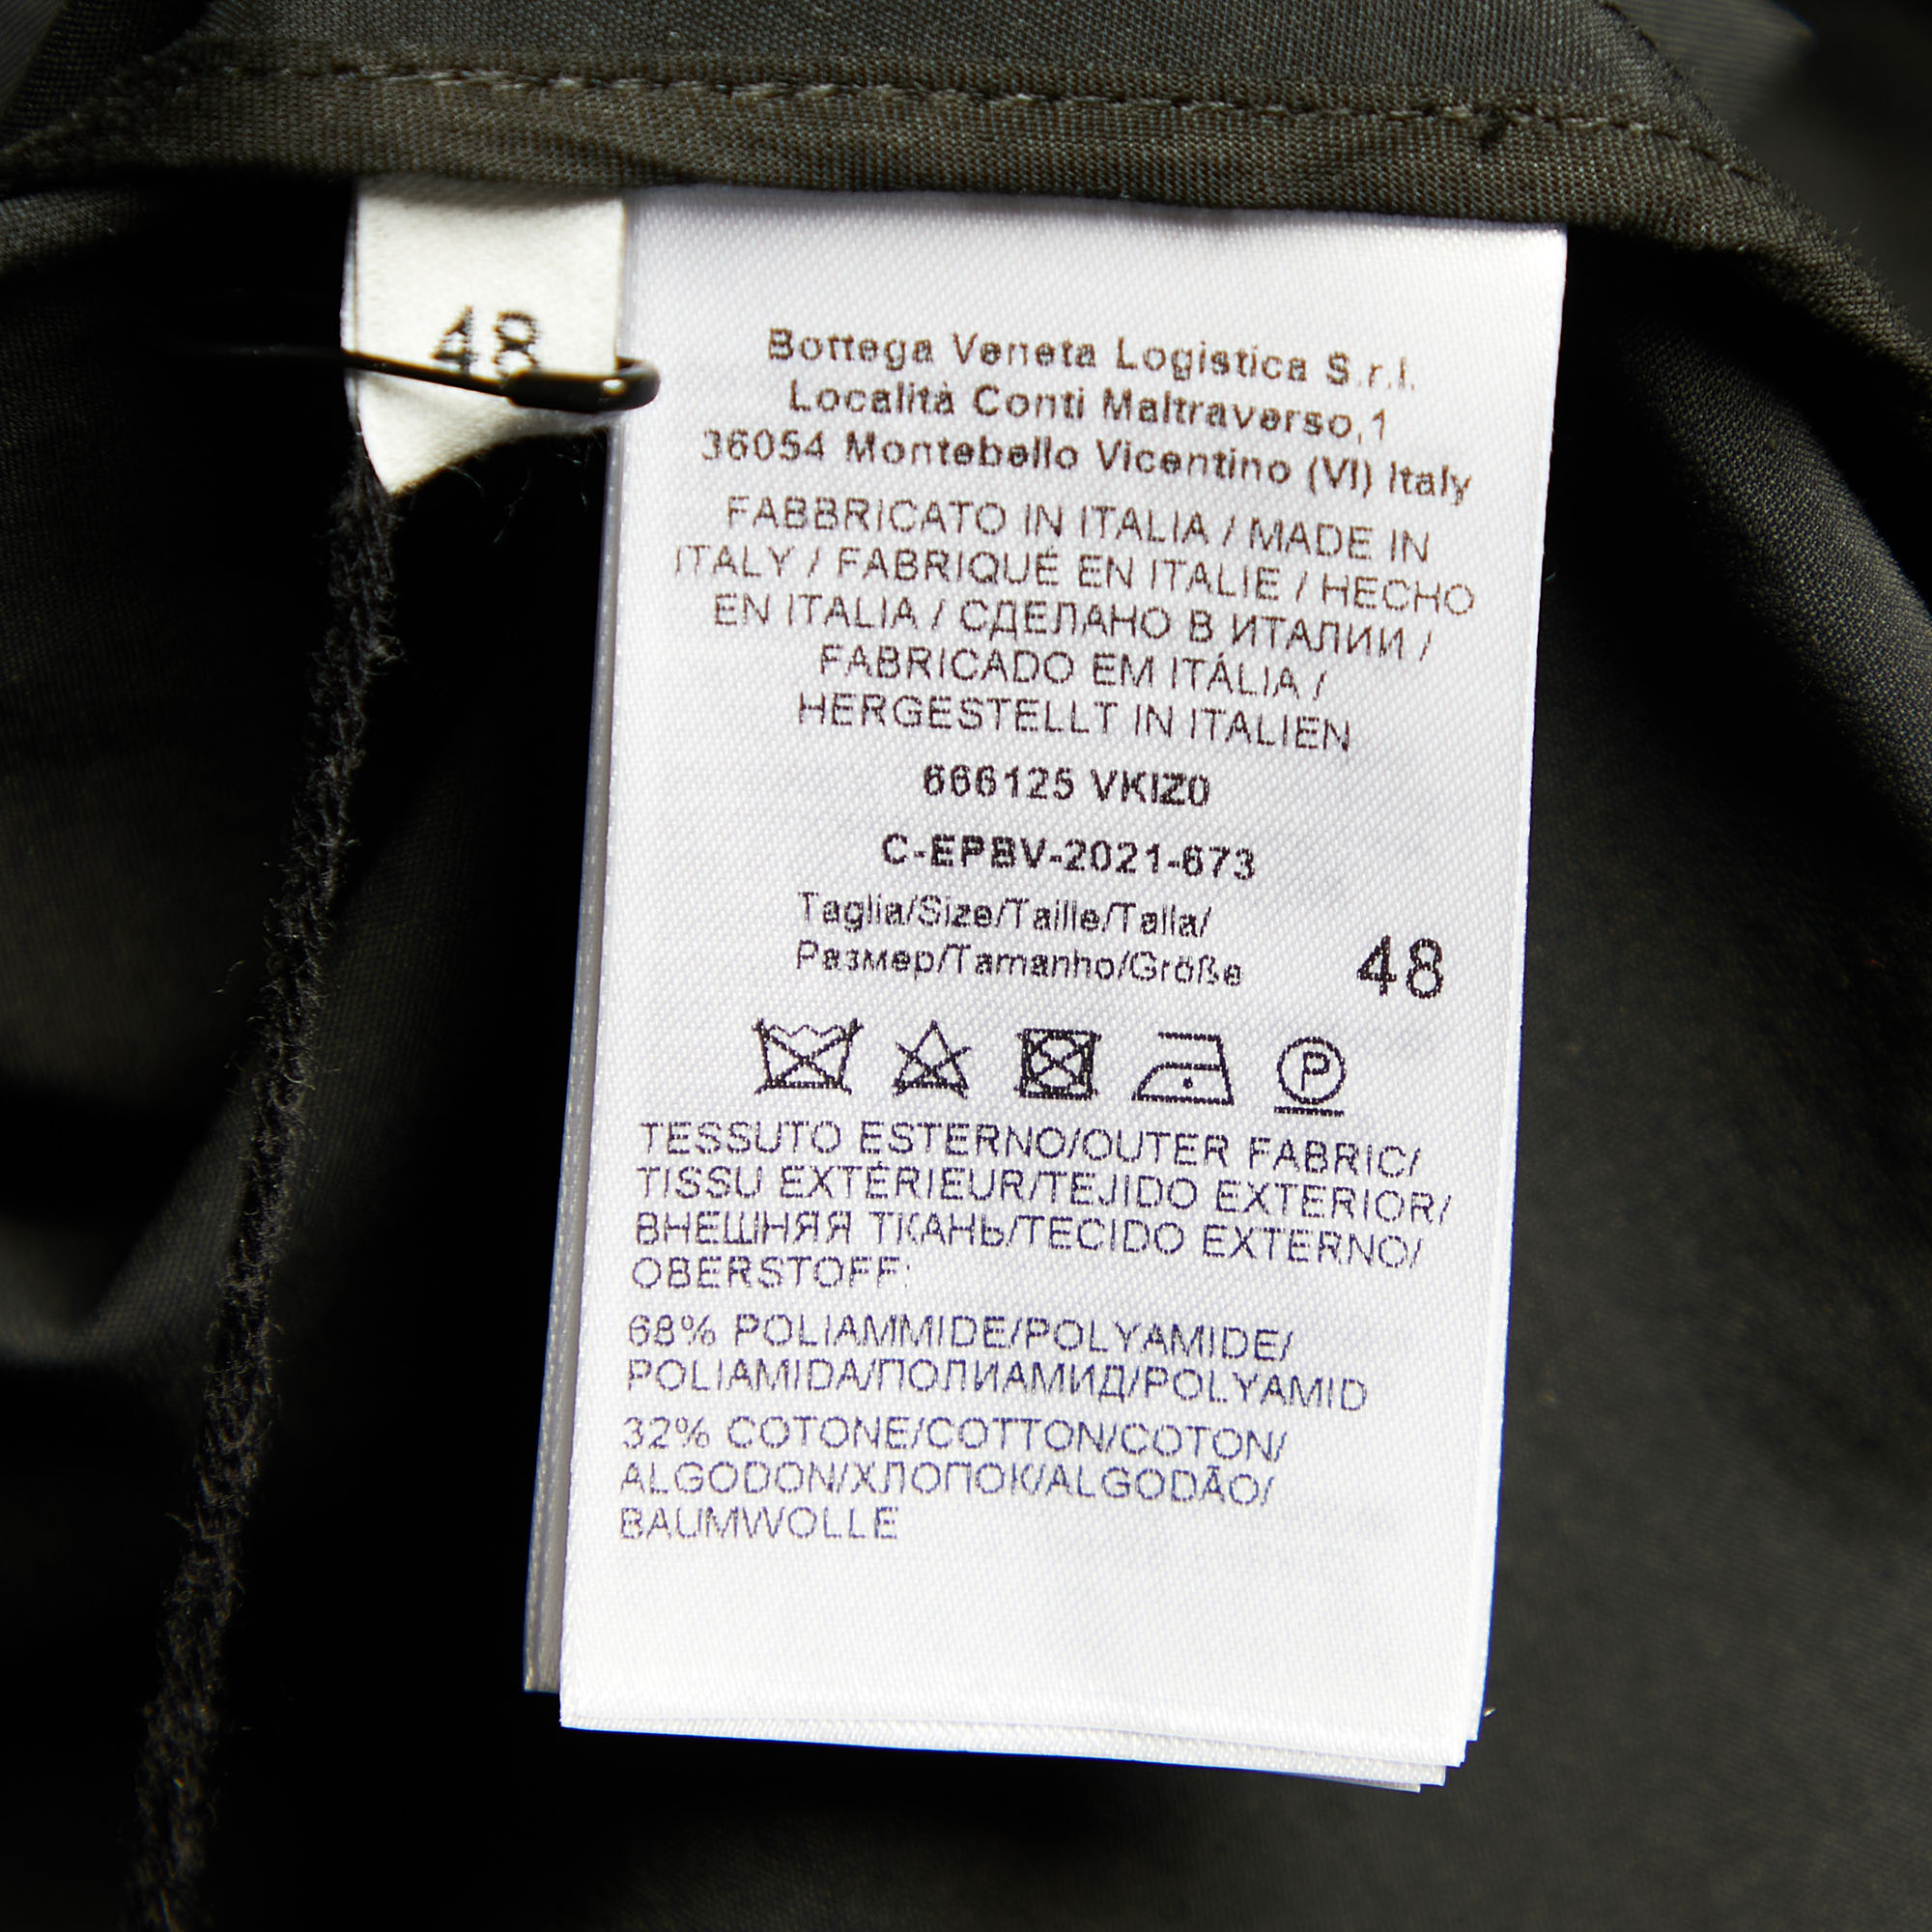 48
Bottega Veneta Logistica S.r.l.
Località Conti Maltraverso,1
36054 Montebello Vicentino (VI) Italy
FABBRICATO IN ITALIA / MADE IN
ITALY / FABRIQUÉ EN ITALIE / HECHO
EN ITALIA / СДЕЛАНО В ИТАЛИИ /
FABRICADO EM ITÁLIA /
HERGESTELLT IN ITALIEN
666125 VKIZ0
C-EPBV-2021-673
Taglia/Size/Taille/Talla/
Размер/Tamanho/Größe 48
P
TESSUTO ESTERNO/OUTER FABRIC/
TISSU EXTÉRIEUR/TEJIDO EXTERIOR/
ВНЕШНЯЯ ТКАНЬ/TECIDO EXTERNO/
OBERSTOFF:
68% POLIAMMIDE/POLYAMIDE/
POLIAMIDA/ПОЛИАМИД/POLYAMID
32% COTONE/COTTON/COTON/
ALGODON/ХЛОПОК/ALGODÃO/
BAUMWOLLE